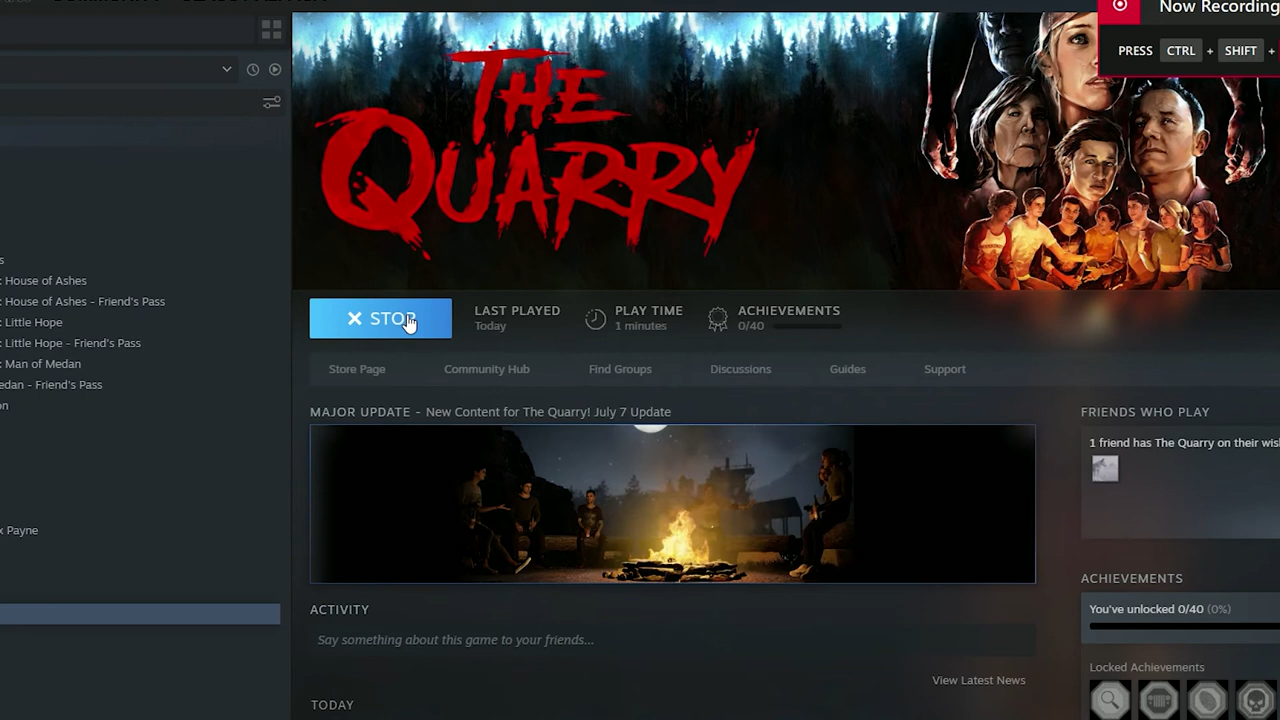 Now Recording
PRESS CTRL + SHIFT +
THE
QUARRY
: House of Ashes
: House of Ashes - Friend's Pass
: Little Hope
: Little Hope - Friend's Pass
: Man of Medan
edan - Friend's Pass
on
x Payne
STOP
LAST PLAYED
Today
PLAY TIME
1 minutes
ACHIEVEMENTS
0/40
Store Page
Community Hub
Find Groups
Discussions
Guides
Support
MAJOR UPDATE - New Content for The Quarry! July 7 Update
FRIENDS WHO PLAY
1 friend has The Quarry on their wis
ACHIEVEMENTS
You've unlocked 0/40 (0%)
Locked Achievements
ACTIVITY
Say something about this game to your friends...
View Latest News
TODAY